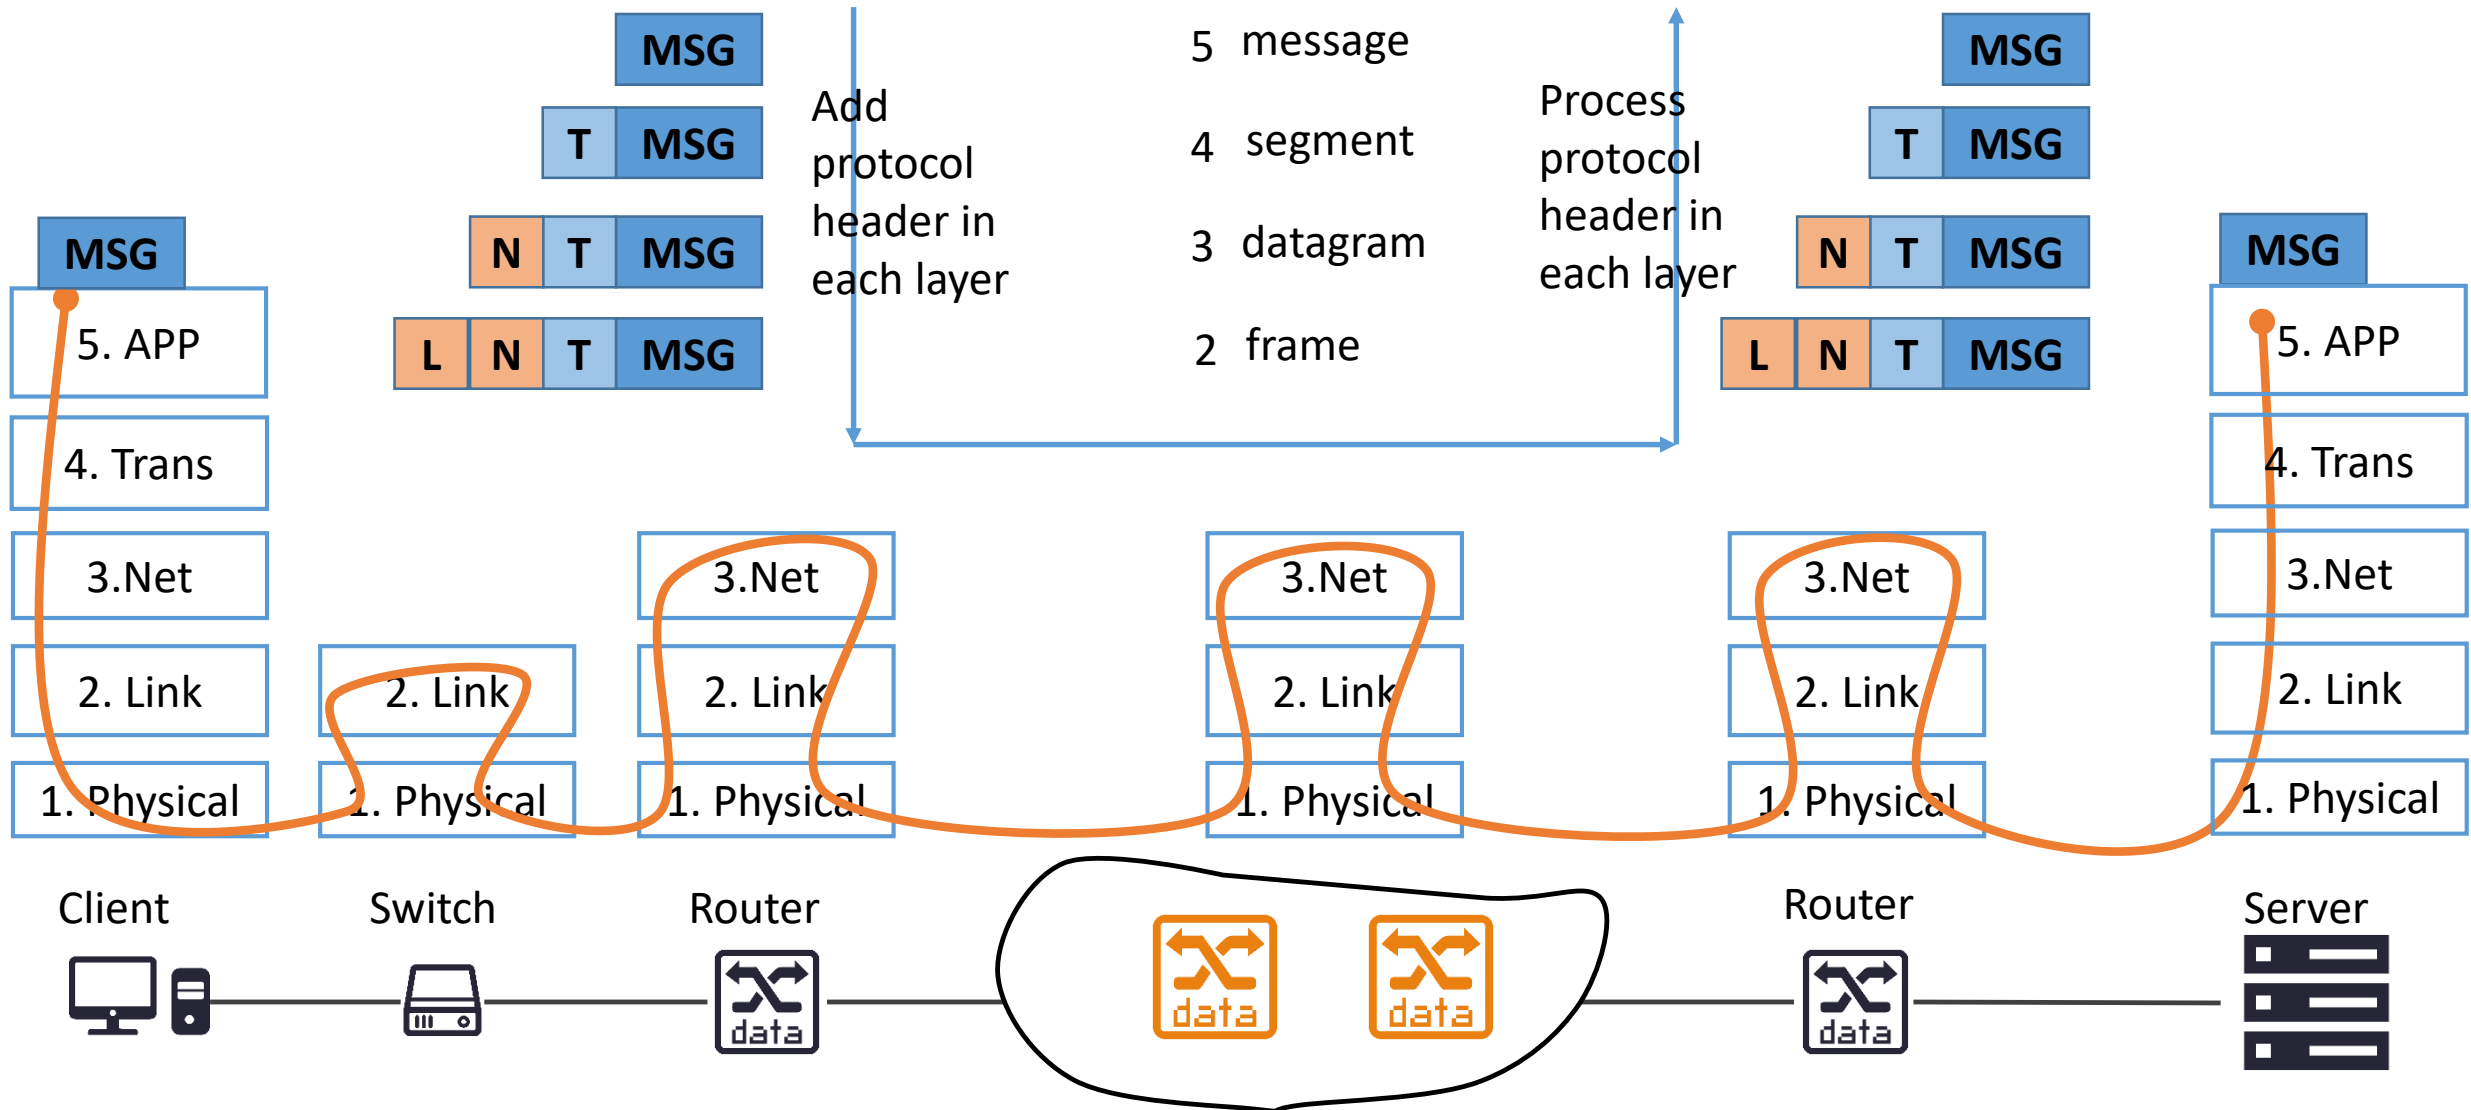 MSG
T MSG
N T MSG
L N T MSG
Add
protocol
header in
each layer
5 message
4 segment
3 datagram
2 frame
Process
protocol
header in
each layer
MSG
T MSG
N T MSG
L N T MSG
MSG
5. APP
4. Trans
3.Net
2. Link
1. Physical
2. Link
1. Physical
3.Net
2. Link
1. Physical
3.Net
2. Link
1. Physical
3.Net
2. Link
1. Physical
MSG
5. APP
4. Trans
3.Net
2. Link
1. Physical
Client
Switch
Router
Router
Server
data
data
data
data